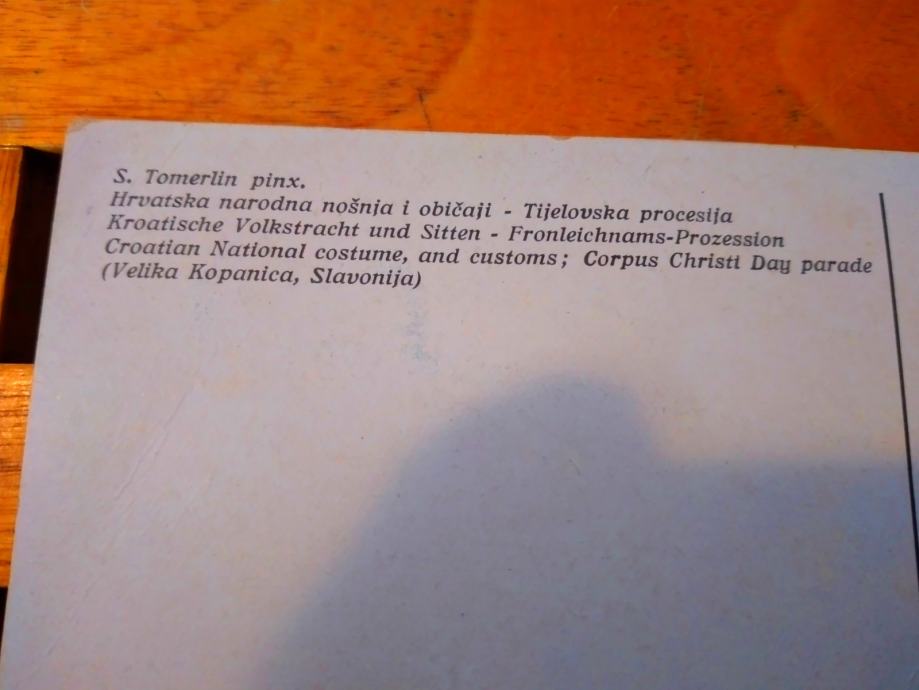 S. Tomerlin pinx.
Hrvatska narodna nošnja i običaji - Tijelovska procesija
Kroatische Volkstracht und Sitten - Fronleichnams-Prozession
Croatian National costume, and customs; Corpus Christi Day parade
(Velika Kopanica, Slavonija)